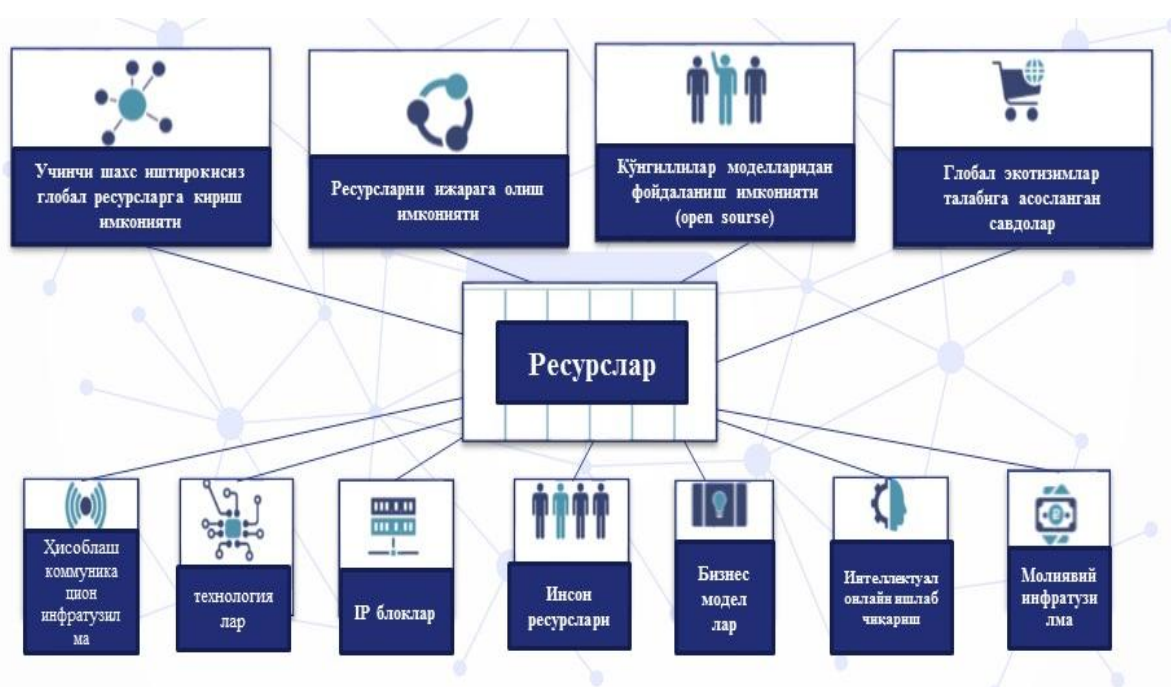 Учинчи шахс иштирокисиз
глобал ресурсларга кириш
имконияти
Ресурсларни ижарага олиш
имконияти
Кўнгиллилар моделларидан
фойдаланиш имконияти
(open sourse)
Глобал экотизимлар
талабига асосланган
савдолар
Ресурслар
Ҳисоблаш
коммуника
цион
инфратузил
ма
технология
лар
IP блоклар
Инсон
ресурслари
Бизнес
модел
лар
Интеллектуал
онлайн ишлаб
чиқариш
Молиявий
инфратузи
лма